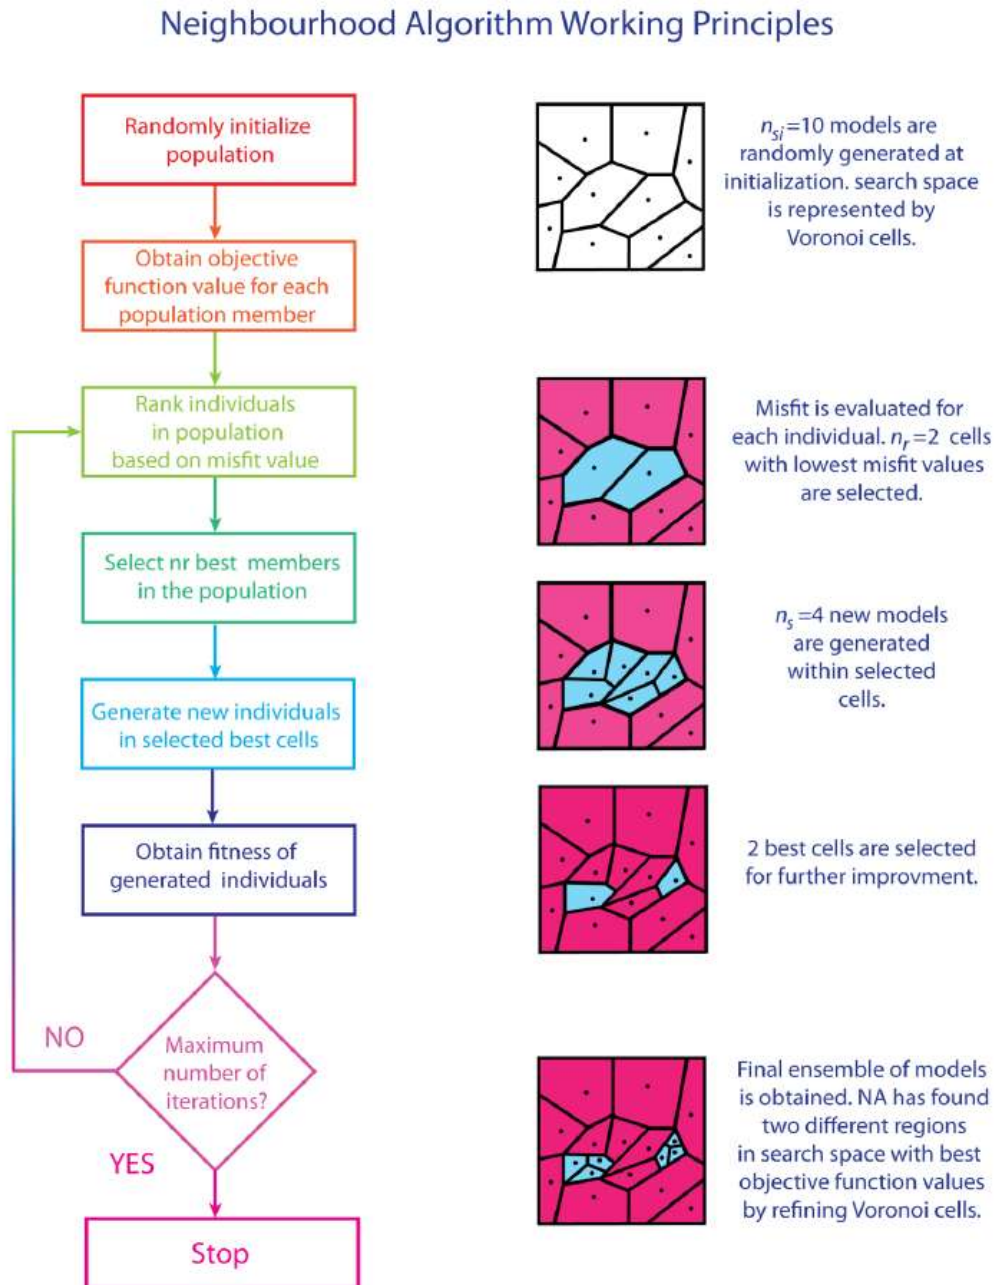 Neighbourhood Algorithm Working Principles
Randomly initialize
population
n_si=10 models are
randomly generated at
initialization. search space
is represented by
Voronoi cells.
Obtain objective
function value for each
population member
Rank individuals
in population
based on misfit value
Misfit is evaluated for
each individual. n_r=2 cells
with lowest misfit values
are selected.
Select nr best members
in the population
n_s=4 new models
are generated
within selected
cells.
Generate new individuals
in selected best cells
Obtain fitness of
generated individuals
2 best cells are selected
for further improvment.
NO
Maximum
number of
iterations?
YES
Final ensemble of models
is obtained. NA has found
two different regions
in search space with best
objective function values
by refining Voronoi cells.
Stop